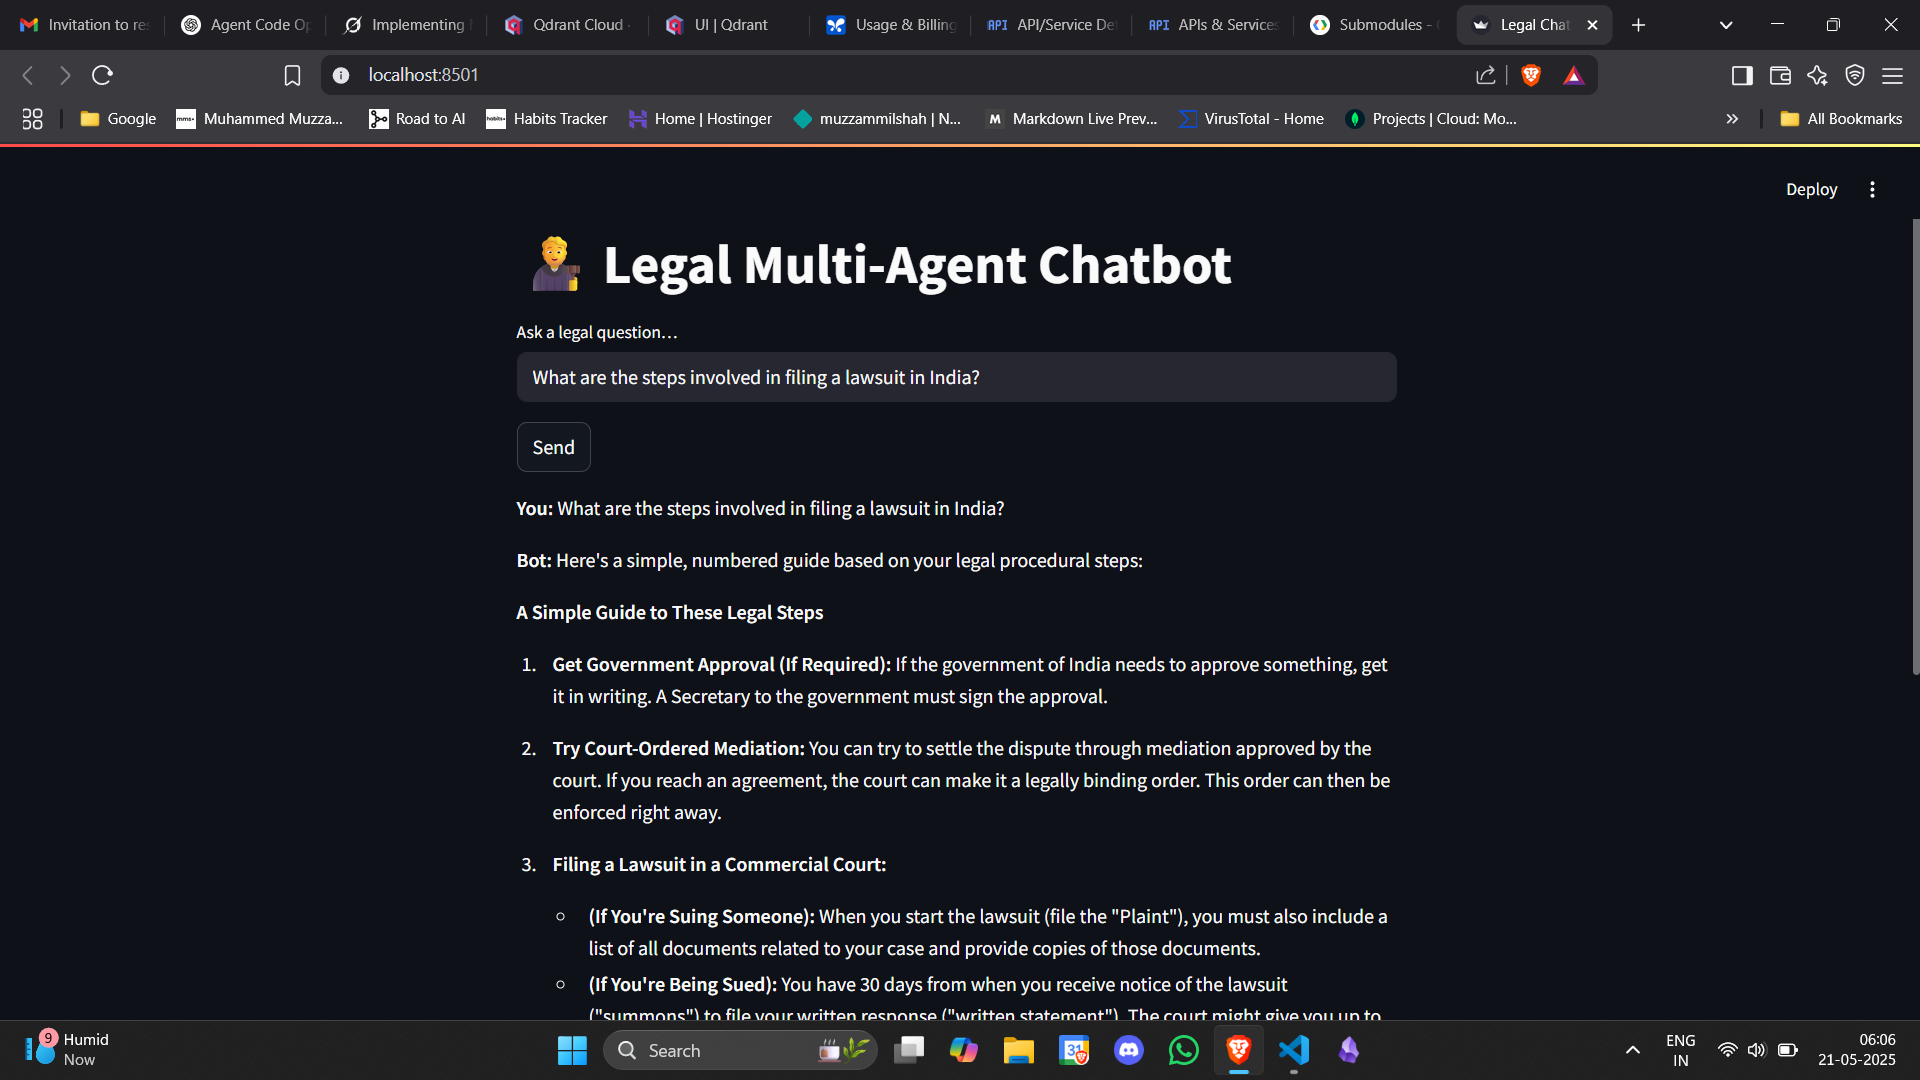 Invitation to re
Agent Code Op
Implementing
Qdrant Cloud
UI | Qdrant
Usage & Billing
API API/Service De
API APIs & Services
Submodules -
Legal Chat
localhost:8501
Google
mms•
Muhammed Muzza...
Road to AI
habits•
Habits Tracker
Home | Hostinger
muzzammilshah | N...
M
Markdown Live Prev...
VirusTotal - Home
Projects | Cloud: Mo...
»
All Bookmarks
Deploy
Legal Multi-Agent Chatbot
Ask a legal question…
What are the steps involved in filing a lawsuit in India?
Send
You: What are the steps involved in filing a lawsuit in India?
Bot: Here's a simple, numbered guide based on your legal procedural steps:
A Simple Guide to These Legal Steps
1. Get Government Approval (If Required): If the government of India needs to approve something, get
it in writing. A Secretary to the government must sign the approval.
2. Try Court-Ordered Mediation: You can try to settle the dispute through mediation approved by the
court. If you reach an agreement, the court can make it a legally binding order. This order can then be
enforced right away.
3. Filing a Lawsuit in a Commercial Court:
(If You're Suing Someone): When you start the lawsuit (file the "Plaint"), you must also include a
list of all documents related to your case and provide copies of those documents.
(If You're Being Sued): You have 30 days from when you receive notice of the lawsuit
("summons") to file your written response ("written statement"). The court might give you up to
9
Humid
Now
Search
31
ENG
IN
06:06
21-05-2025